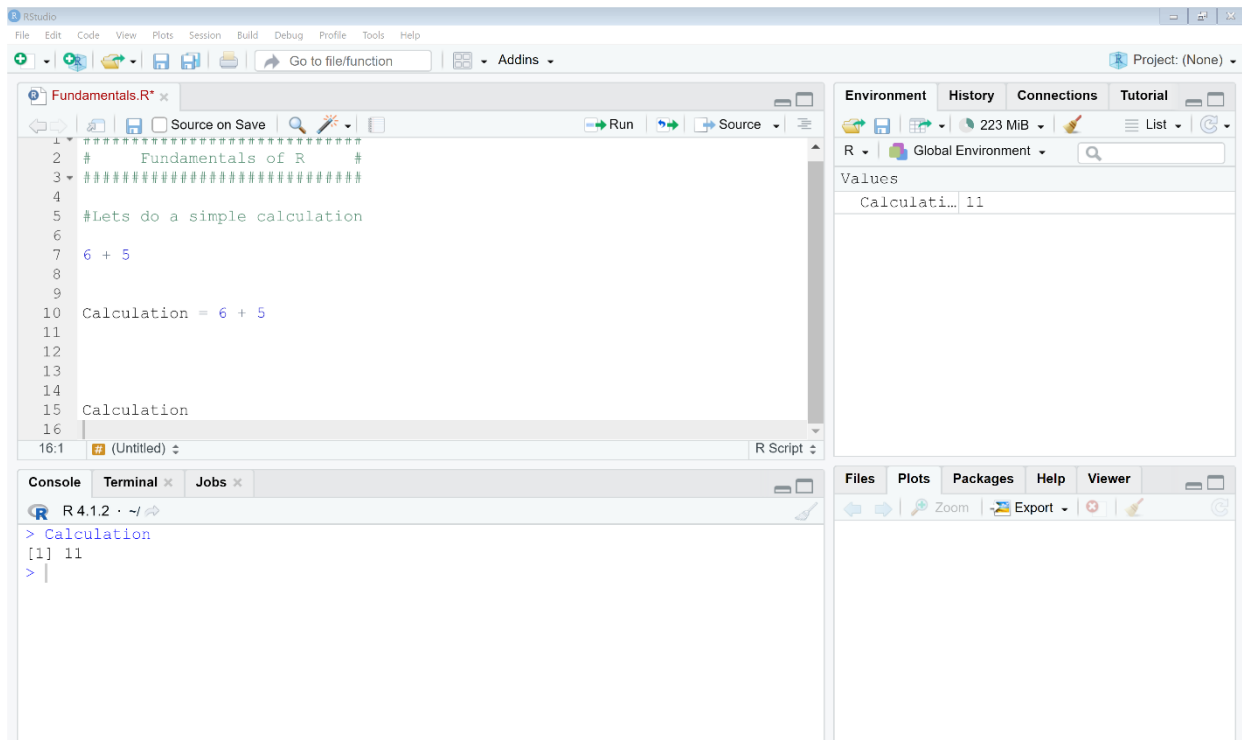 RStudio
File Edit Code View Plots Session Build Debug Profile Tools Help
Go to file/function Addins Project: (None)
Fundamentals.R*
Source on Save Run Source
1 #############################
2 # Fundamentals of R #
3 #############################
4
5 #Lets do a simple calculation
6
7 6 + 5
8
9
10 Calculation = 6 + 5
11
12
13
14
15 Calculation
16
16:1 # (Untitled) R Script
Console Terminal Jobs
R R 4.1.2 · ~/
> Calculation
[1] 11
>
Environment History Connections Tutorial
223 MiB List
R Global Environment
Values
Calculati… 11
Files Plots Packages Help Viewer
Zoom Export